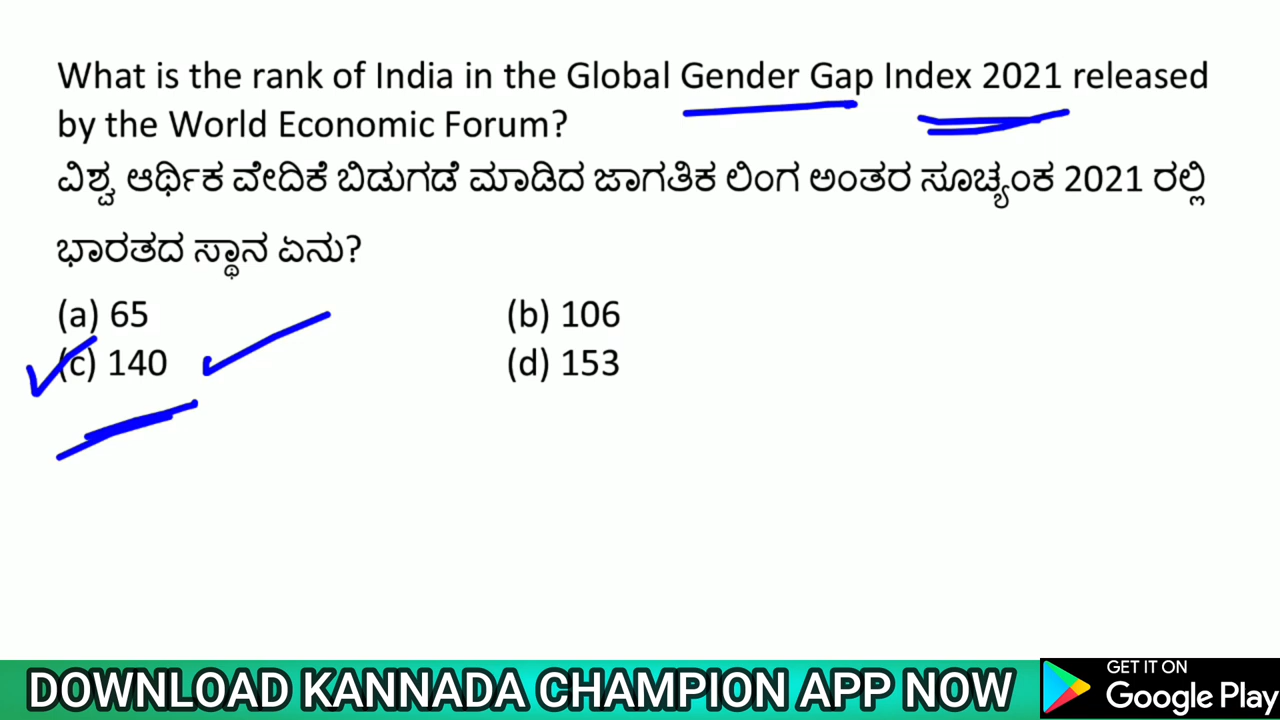 What is the rank of India in the Global Gender Gap Index 2021 released
by the World Economic Forum?
ವಿಶ್ವ ಆರ್ಥಿಕ ವೇದಿಕೆ ಬಿಡುಗಡೆ ಮಾಡಿದ ಜಾಗತಿಕ ಲಿಂಗ ಅಂತರ ಸೂಚ್ಯಂಕ 2021 ರಲ್ಲಿ
ಭಾರತದ ಸ್ಥಾನ ಏನು?
(a) 65 (b) 106
(c) 140 (d) 153
DOWNLOAD KANNADA CHAMPION APP NOW
GET IT ON
Google Play